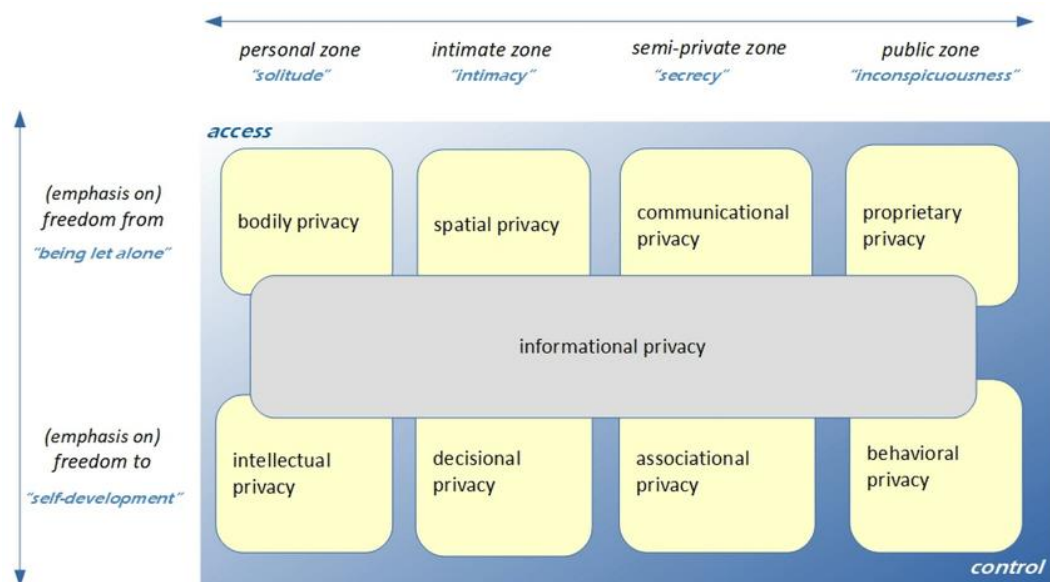 personal zone
"solitude"
intimate zone
"intimacy"
semi-private zone
"secrecy"
public zone
"inconspicuousness"
access
(emphasis on)
freedom from
"being let alone"
bodily privacy
spatial privacy
communicational
privacy
proprietary
privacy
informational privacy
(emphasis on)
freedom to
"self-development"
intellectual
privacy
decisional
privacy
associational
privacy
behavioral
privacy
control